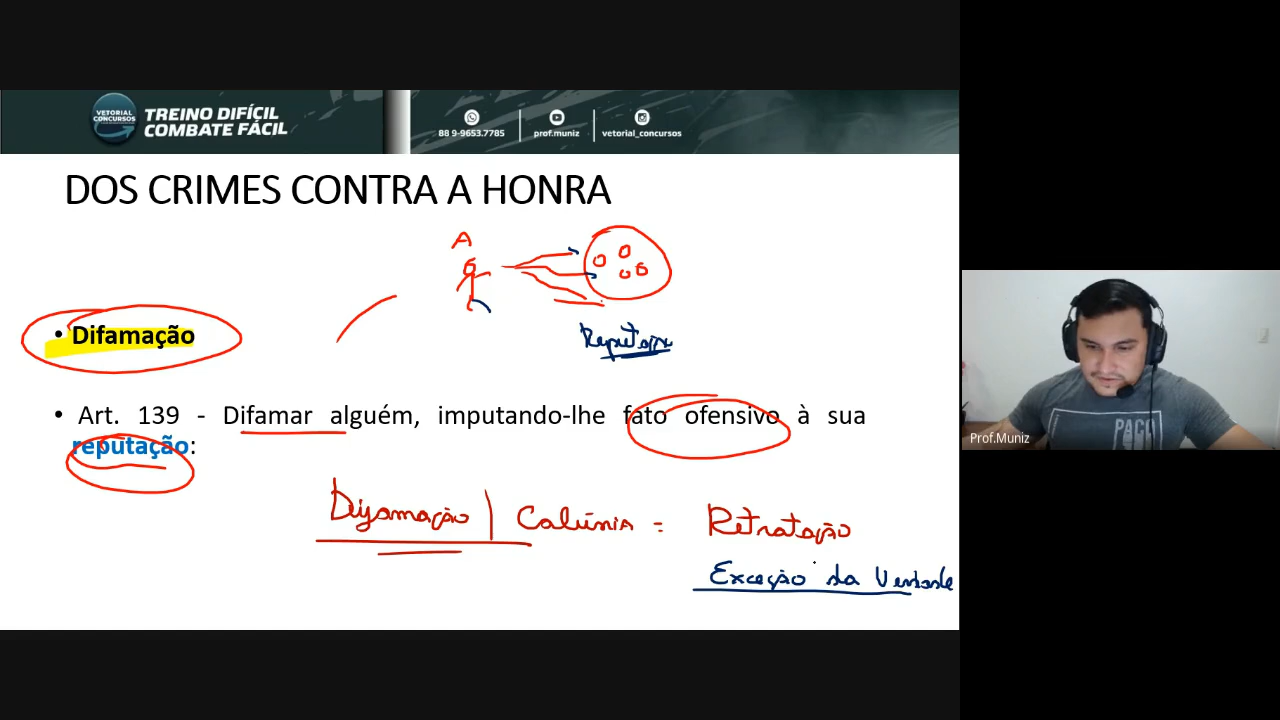 VETORIAL
CONCURSOS
TREINO DIFÍCIL
COMBATE FÁCIL
88 9-9653.7785
prof.muniz
vetorial_concursos
DOS CRIMES CONTRA A HONRA
A
• Difamação
• Art. 139 - Difamar alguém, imputando-lhe fato ofensivo à sua
reputação:
Difamação | Calúnia = Retratação
Exceção da Verdade
Prof.Muniz